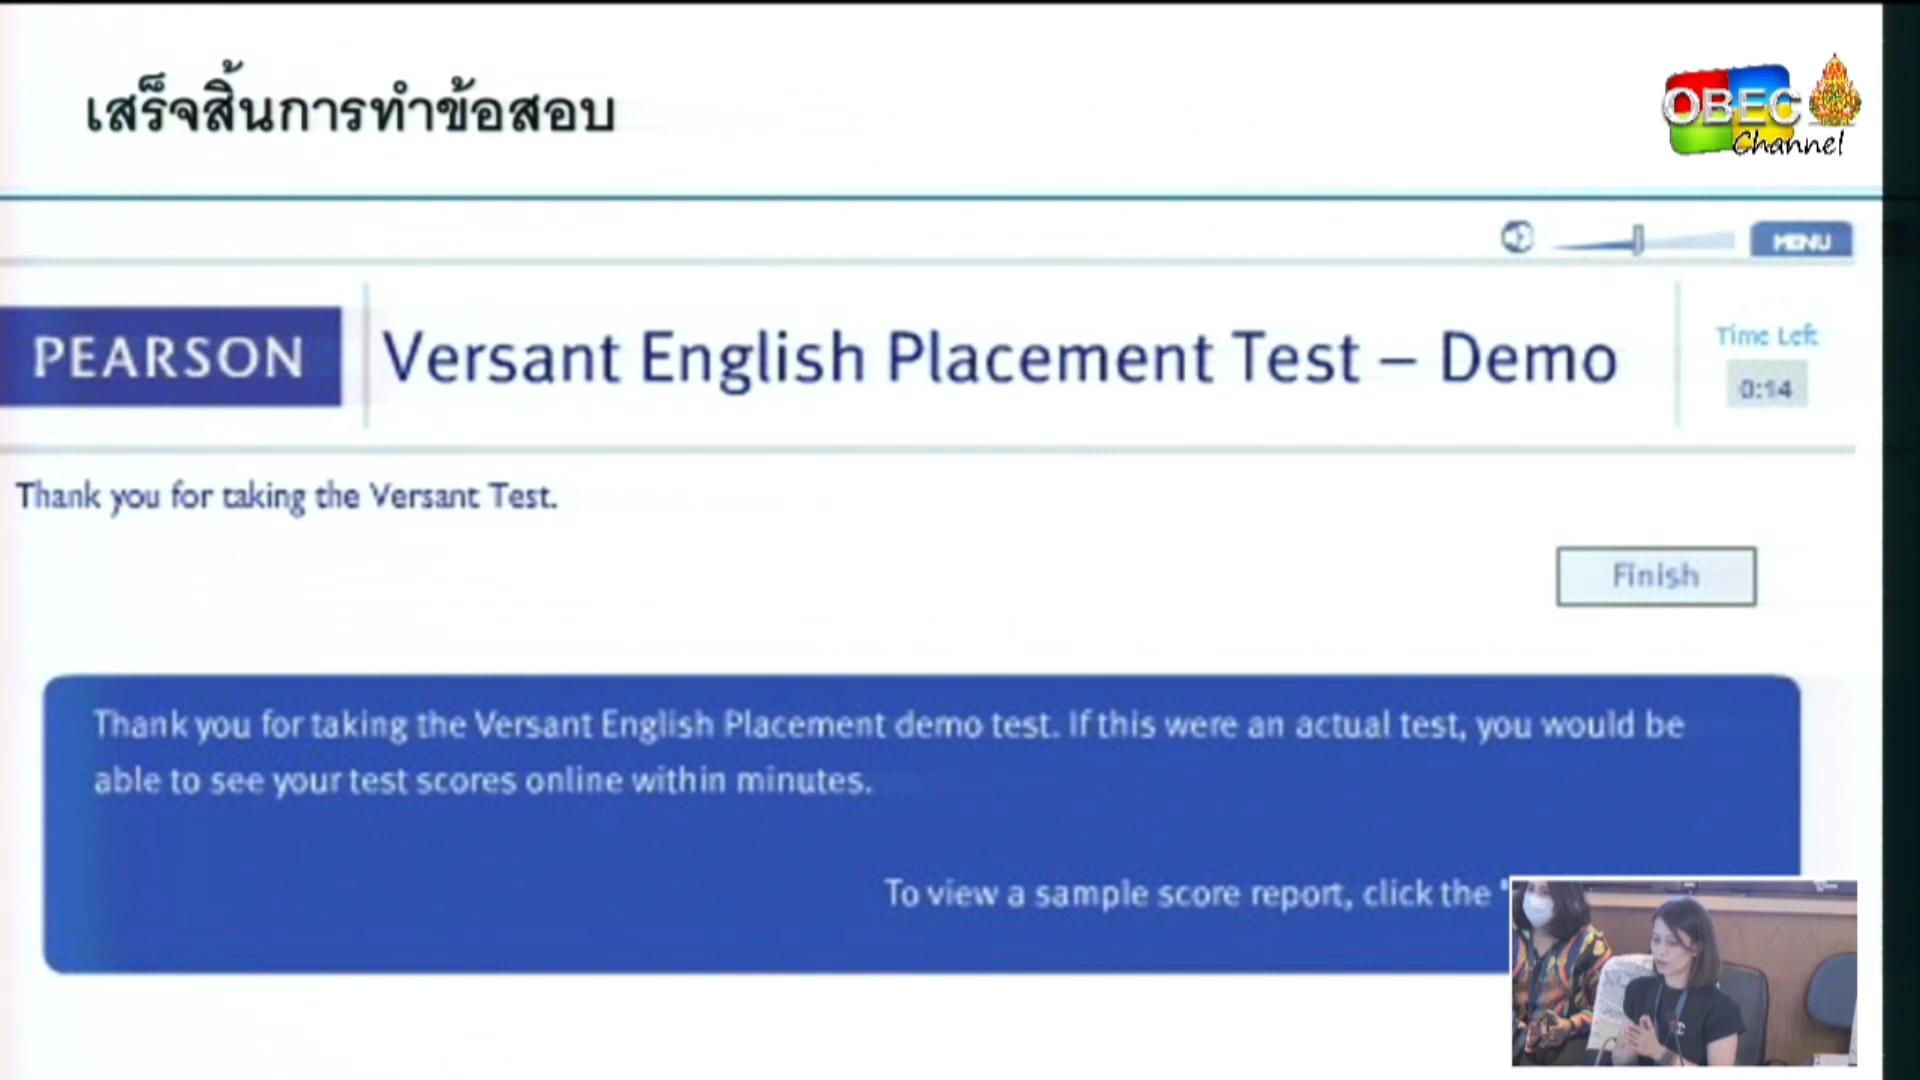 เสร็จสิ้นการทำข้อสอบ
OBEC
Channel
MENU
PEARSON
Versant English Placement Test – Demo
Time Left
0:14
Thank you for taking the Versant Test.
Finish
Thank you for taking the Versant English Placement demo test. If this were an actual test, you would be
able to see your test scores online within minutes.
To view a sample score report, click the "